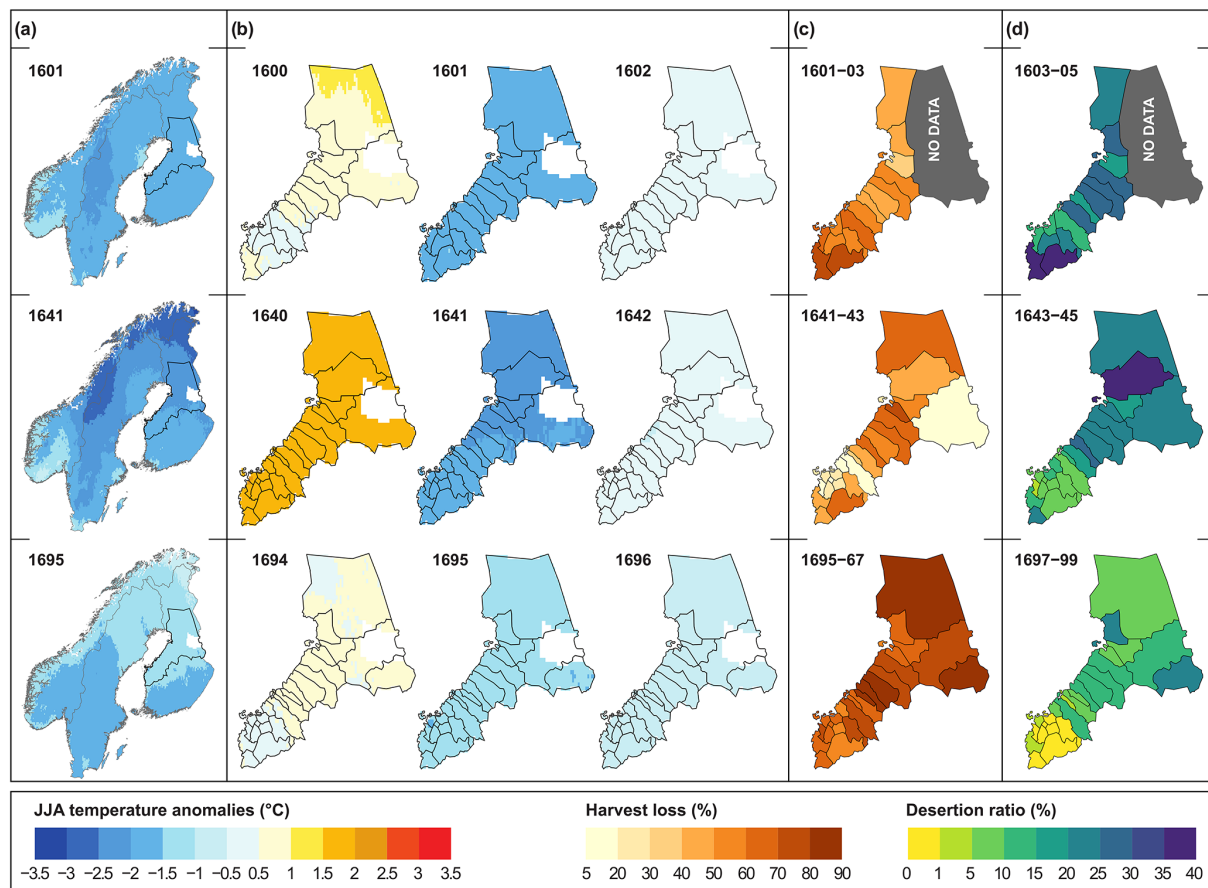 (a) (b) (c) (d)
1601 1600 1601 1602 1601–03 1603–05
NO DATA NO DATA
1641 1640 1641 1642 1641–43 1643–45
1695 1694 1695 1696 1695–67 1697–99
JJA temperature anomalies (°C) Harvest loss (%) Desertion ratio (%)
−3.5 −3 −2.5 −2 −1.5 −1 −0.5 0.5 1 1.5 2 2.5 3 3.5 5 20 30 40 50 60 70 80 90 0 1 5 10 15 20 25 30 35 40
°C % %